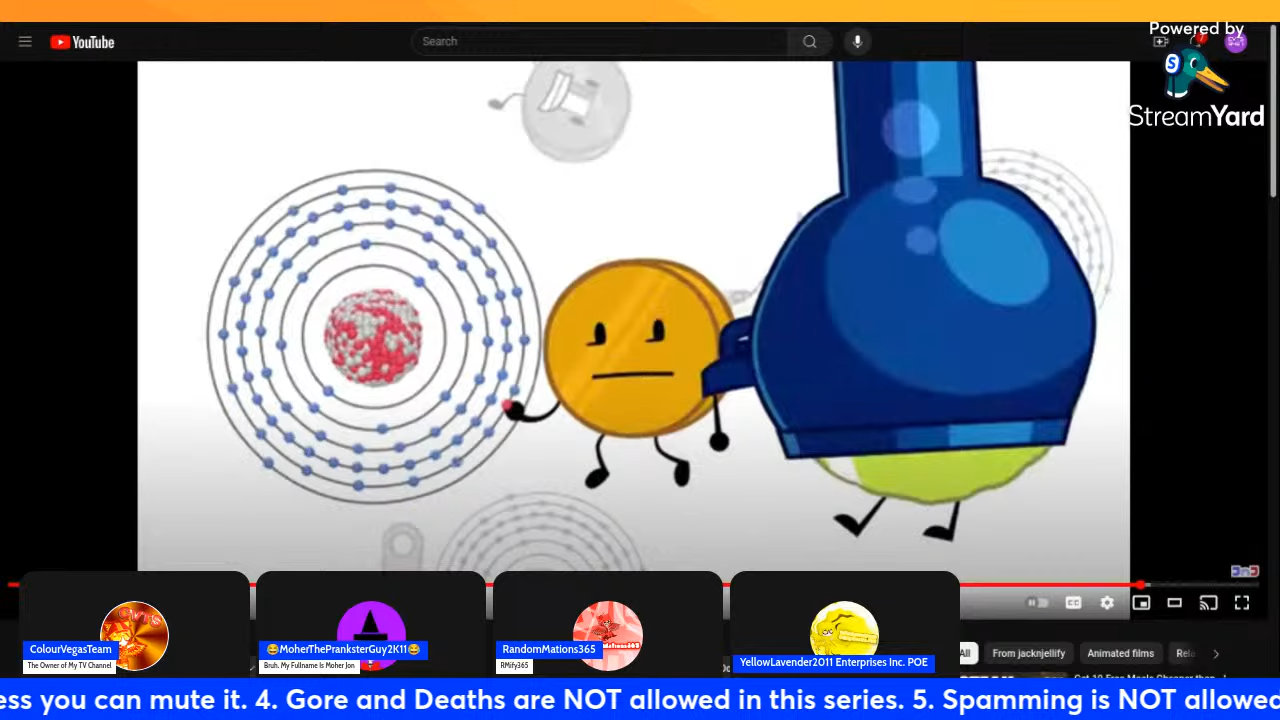 Powered by
YouTube
Search
S
StreamYard
CC
ColourVegasTeam
The Owner of My TV Channel
😂MoherThePranksterGuy2K11😂
Bruh. My Fullname Is Moher Jon
RandomMations365
RMify365
YellowLavender2011 Enterprises Inc. POE
All
From jacknjellify
Animated films
Rela
ess you can mute it. 4. Gore and Deaths are NOT allowed in this series. 5. Spamming is NOT allowed